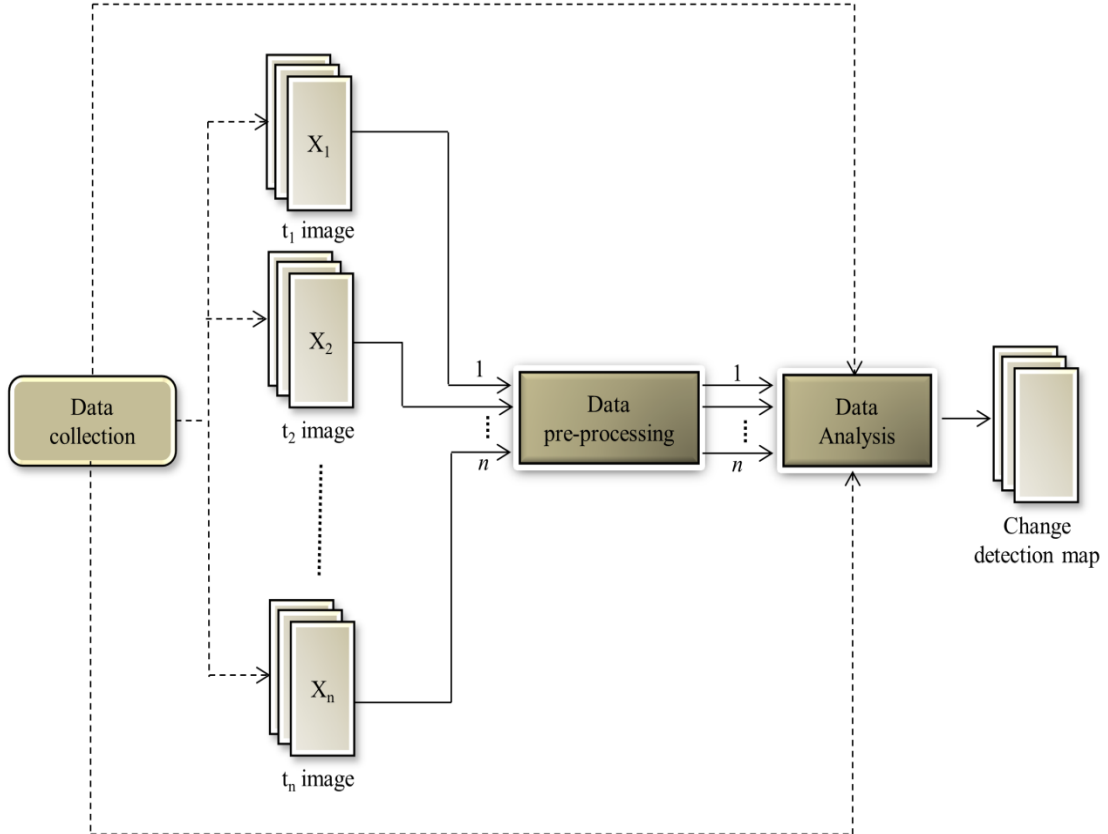 X₁
t₁ image
X₂
t₂ image
Data
collection
1
n
Data
pre-processing
1
n
Data
Analysis
Change
detection map
Xₙ
tₙ image